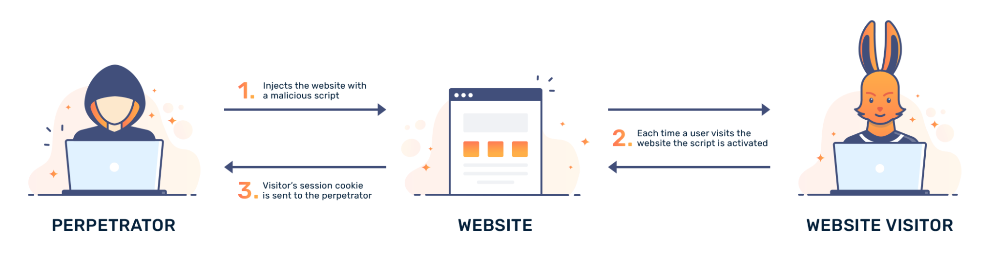 1. Injects the website with
a malicious script
2. Each time a user visits the
website the script is activated
3. Visitor’s session cookie
is sent to the perpetrator
PERPETRATOR
WEBSITE
WEBSITE VISITOR